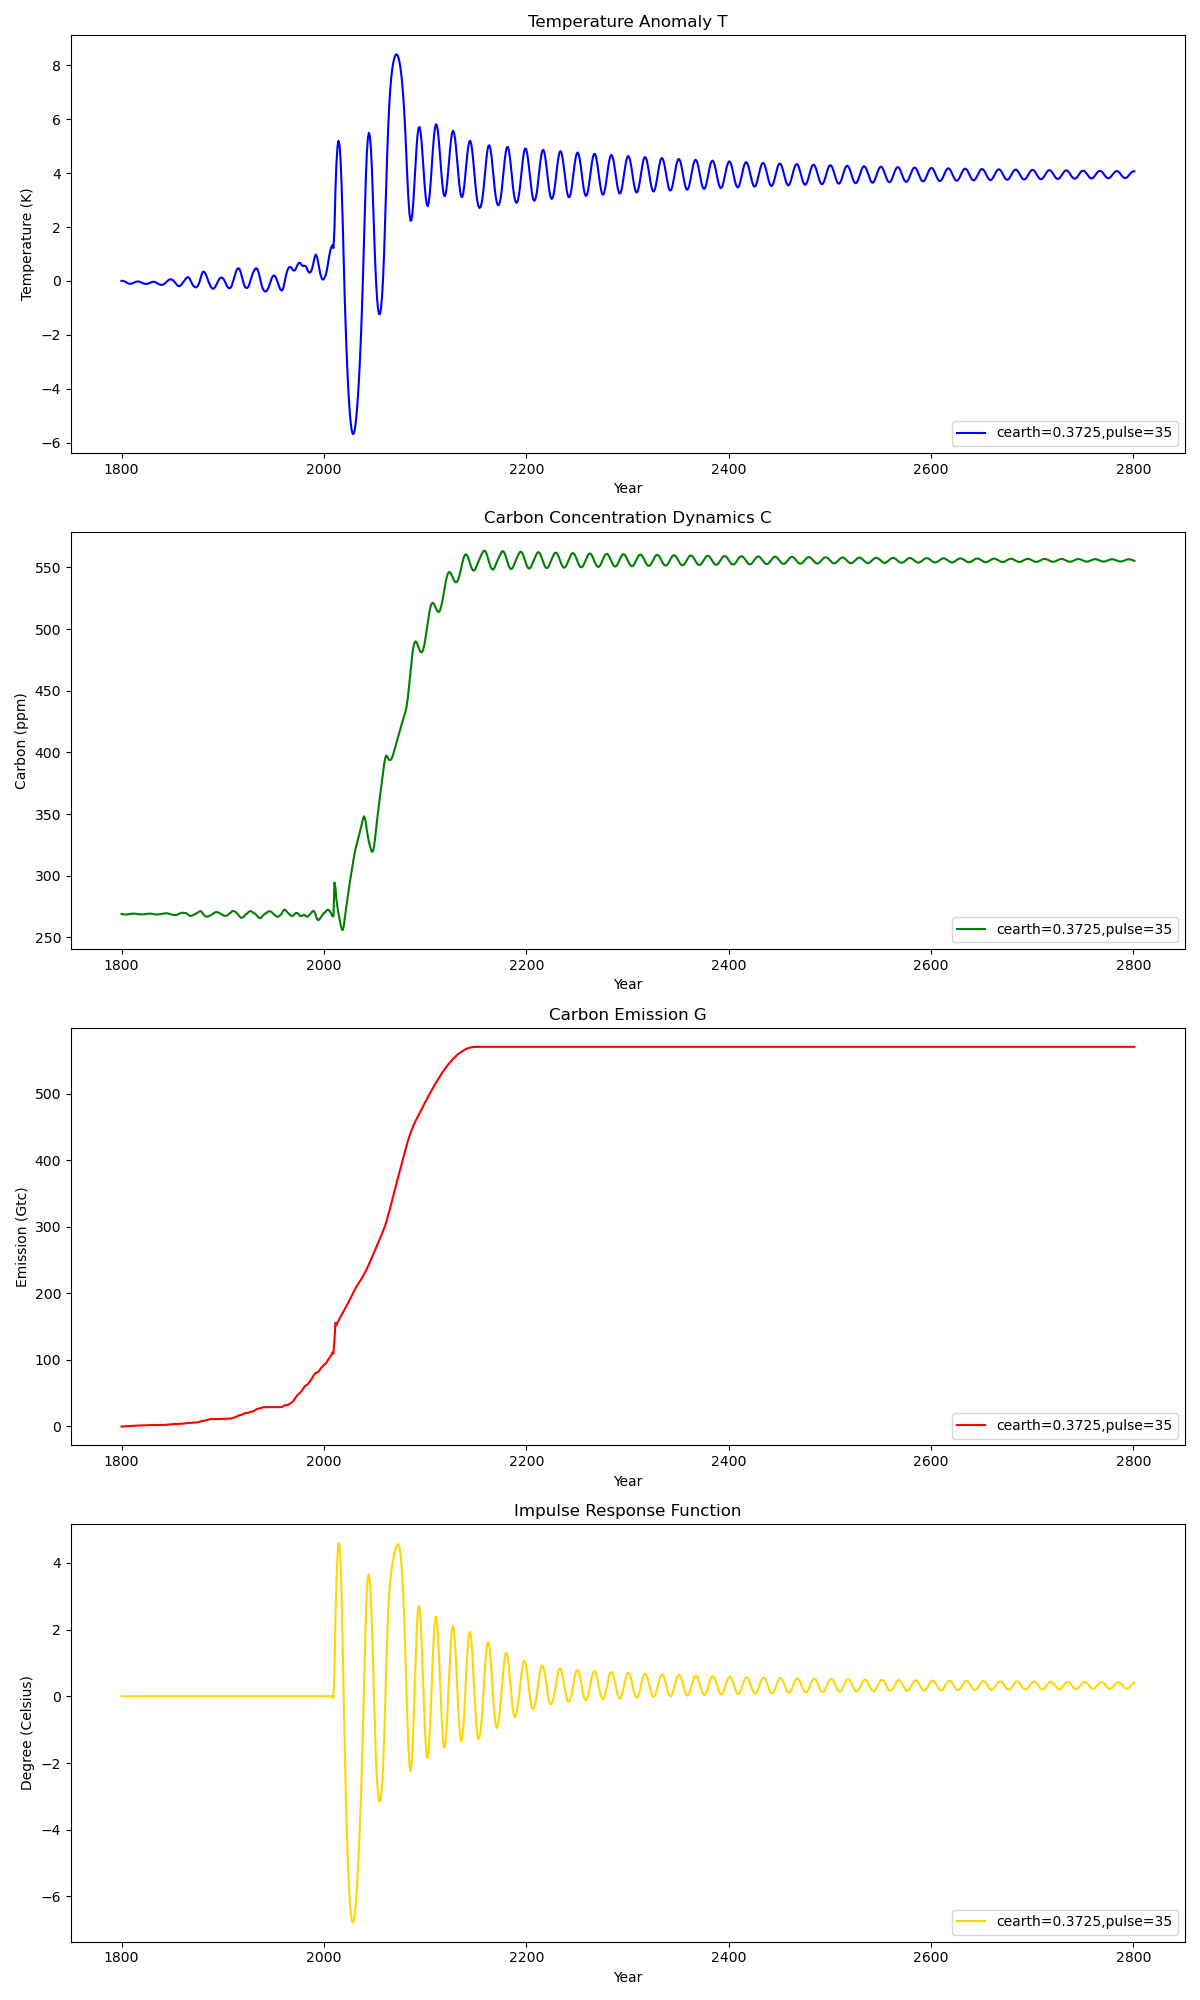 Temperature Anomaly T
Temperature (K)
8
6
4
2
0
−2
−4
−6
cearth=0.3725,pulse=35
1800 2000 2200 2400 2600 2800
Year
Carbon Concentration Dynamics C
Carbon (ppm)
550
500
450
400
350
300
250
cearth=0.3725,pulse=35
1800 2000 2200 2400 2600 2800
Year
Carbon Emission G
Emission (Gtc)
500
400
300
200
100
0
cearth=0.3725,pulse=35
1800 2000 2200 2400 2600 2800
Year
Impulse Response Function
Degree (Celsius)
4
2
0
−2
−4
−6
cearth=0.3725,pulse=35
1800 2000 2200 2400 2600 2800
Year